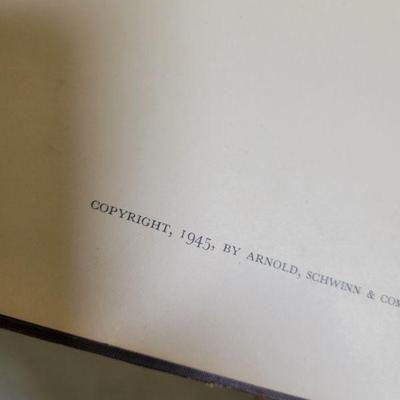 COPYRIGHT, 1945, BY ARNOLD, SCHWINN & COM